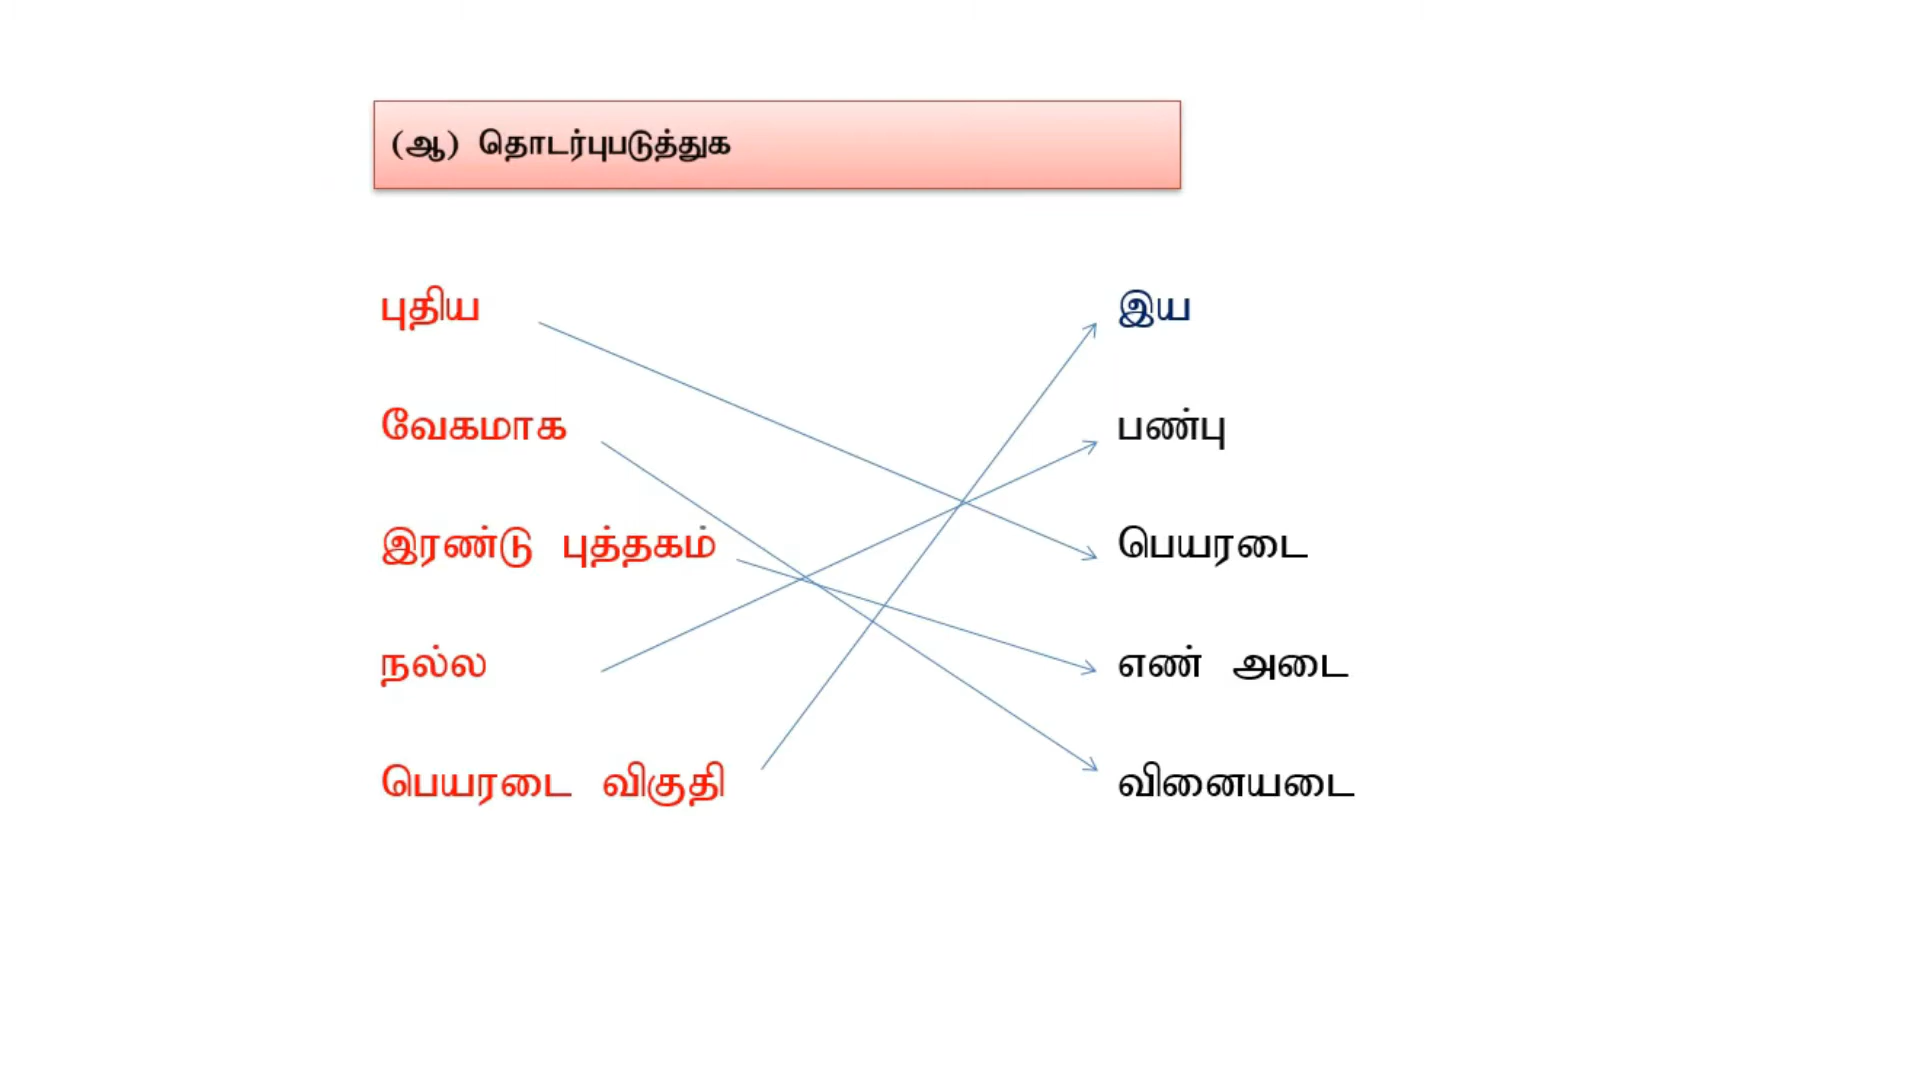 (ஆ) தொடர்புபடுத்துக
புதிய இய
வேகமாக பண்பு
இரண்டு புத்தகம் பெயரடை
நல்ல எண் அடை
பெயரடை விகுதி வினையடை